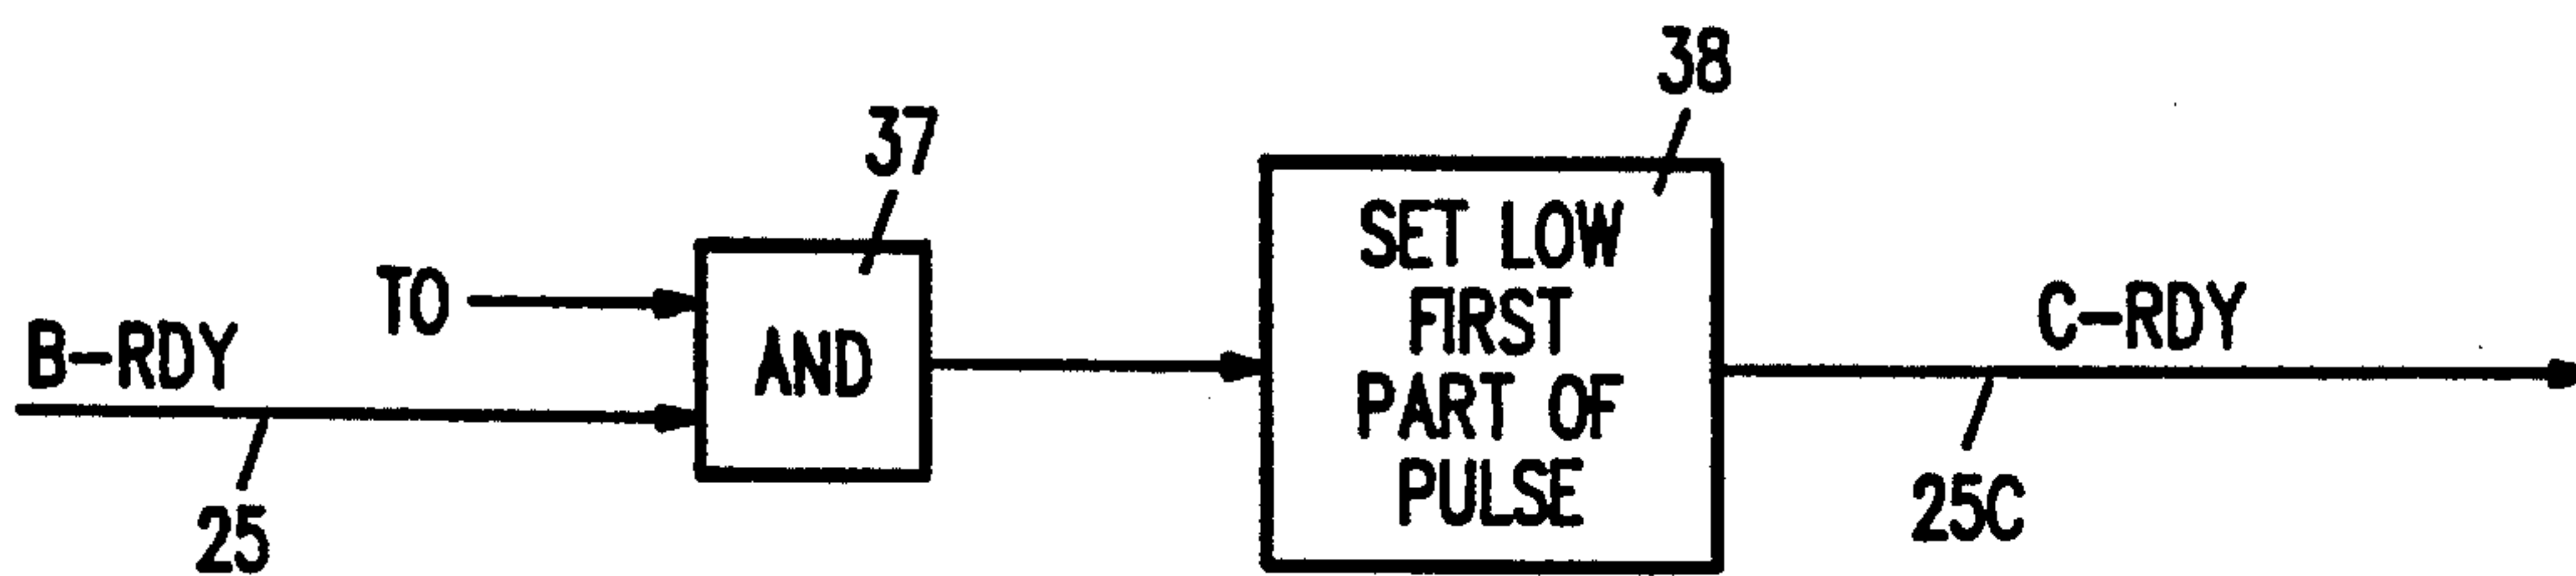 38
37
SET LOW
FIRST
PART OF
PULSE
TO
AND
B-RDY
C-RDY
25
25C